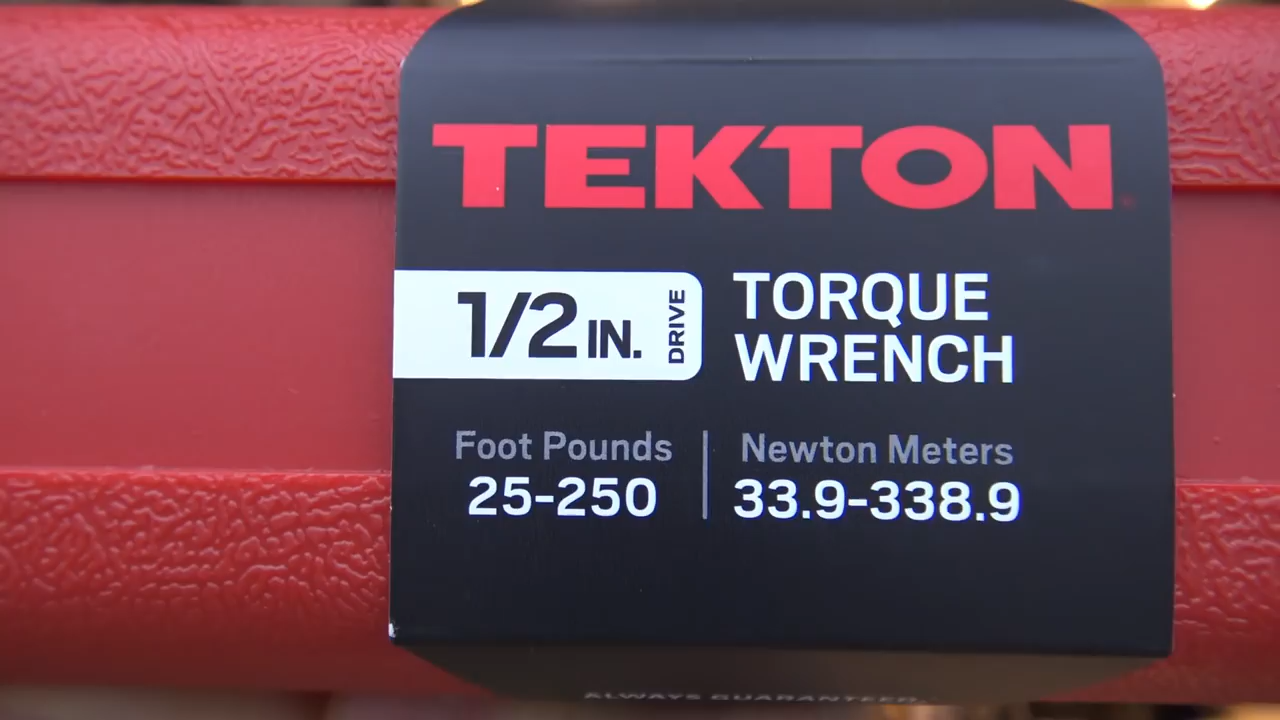 TEKTON
1/2 IN. DRIVE
TORQUE
WRENCH
Foot Pounds
25-250
Newton Meters
33.9-338.9
ALWAYS GUARANTEED.